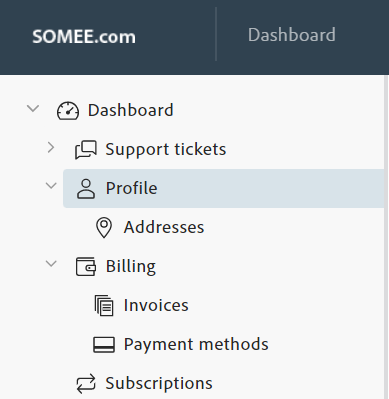 SOMEE.com
Dashboard
Dashboard
Support tickets
Profile
Addresses
Billing
Invoices
Payment methods
Subscriptions